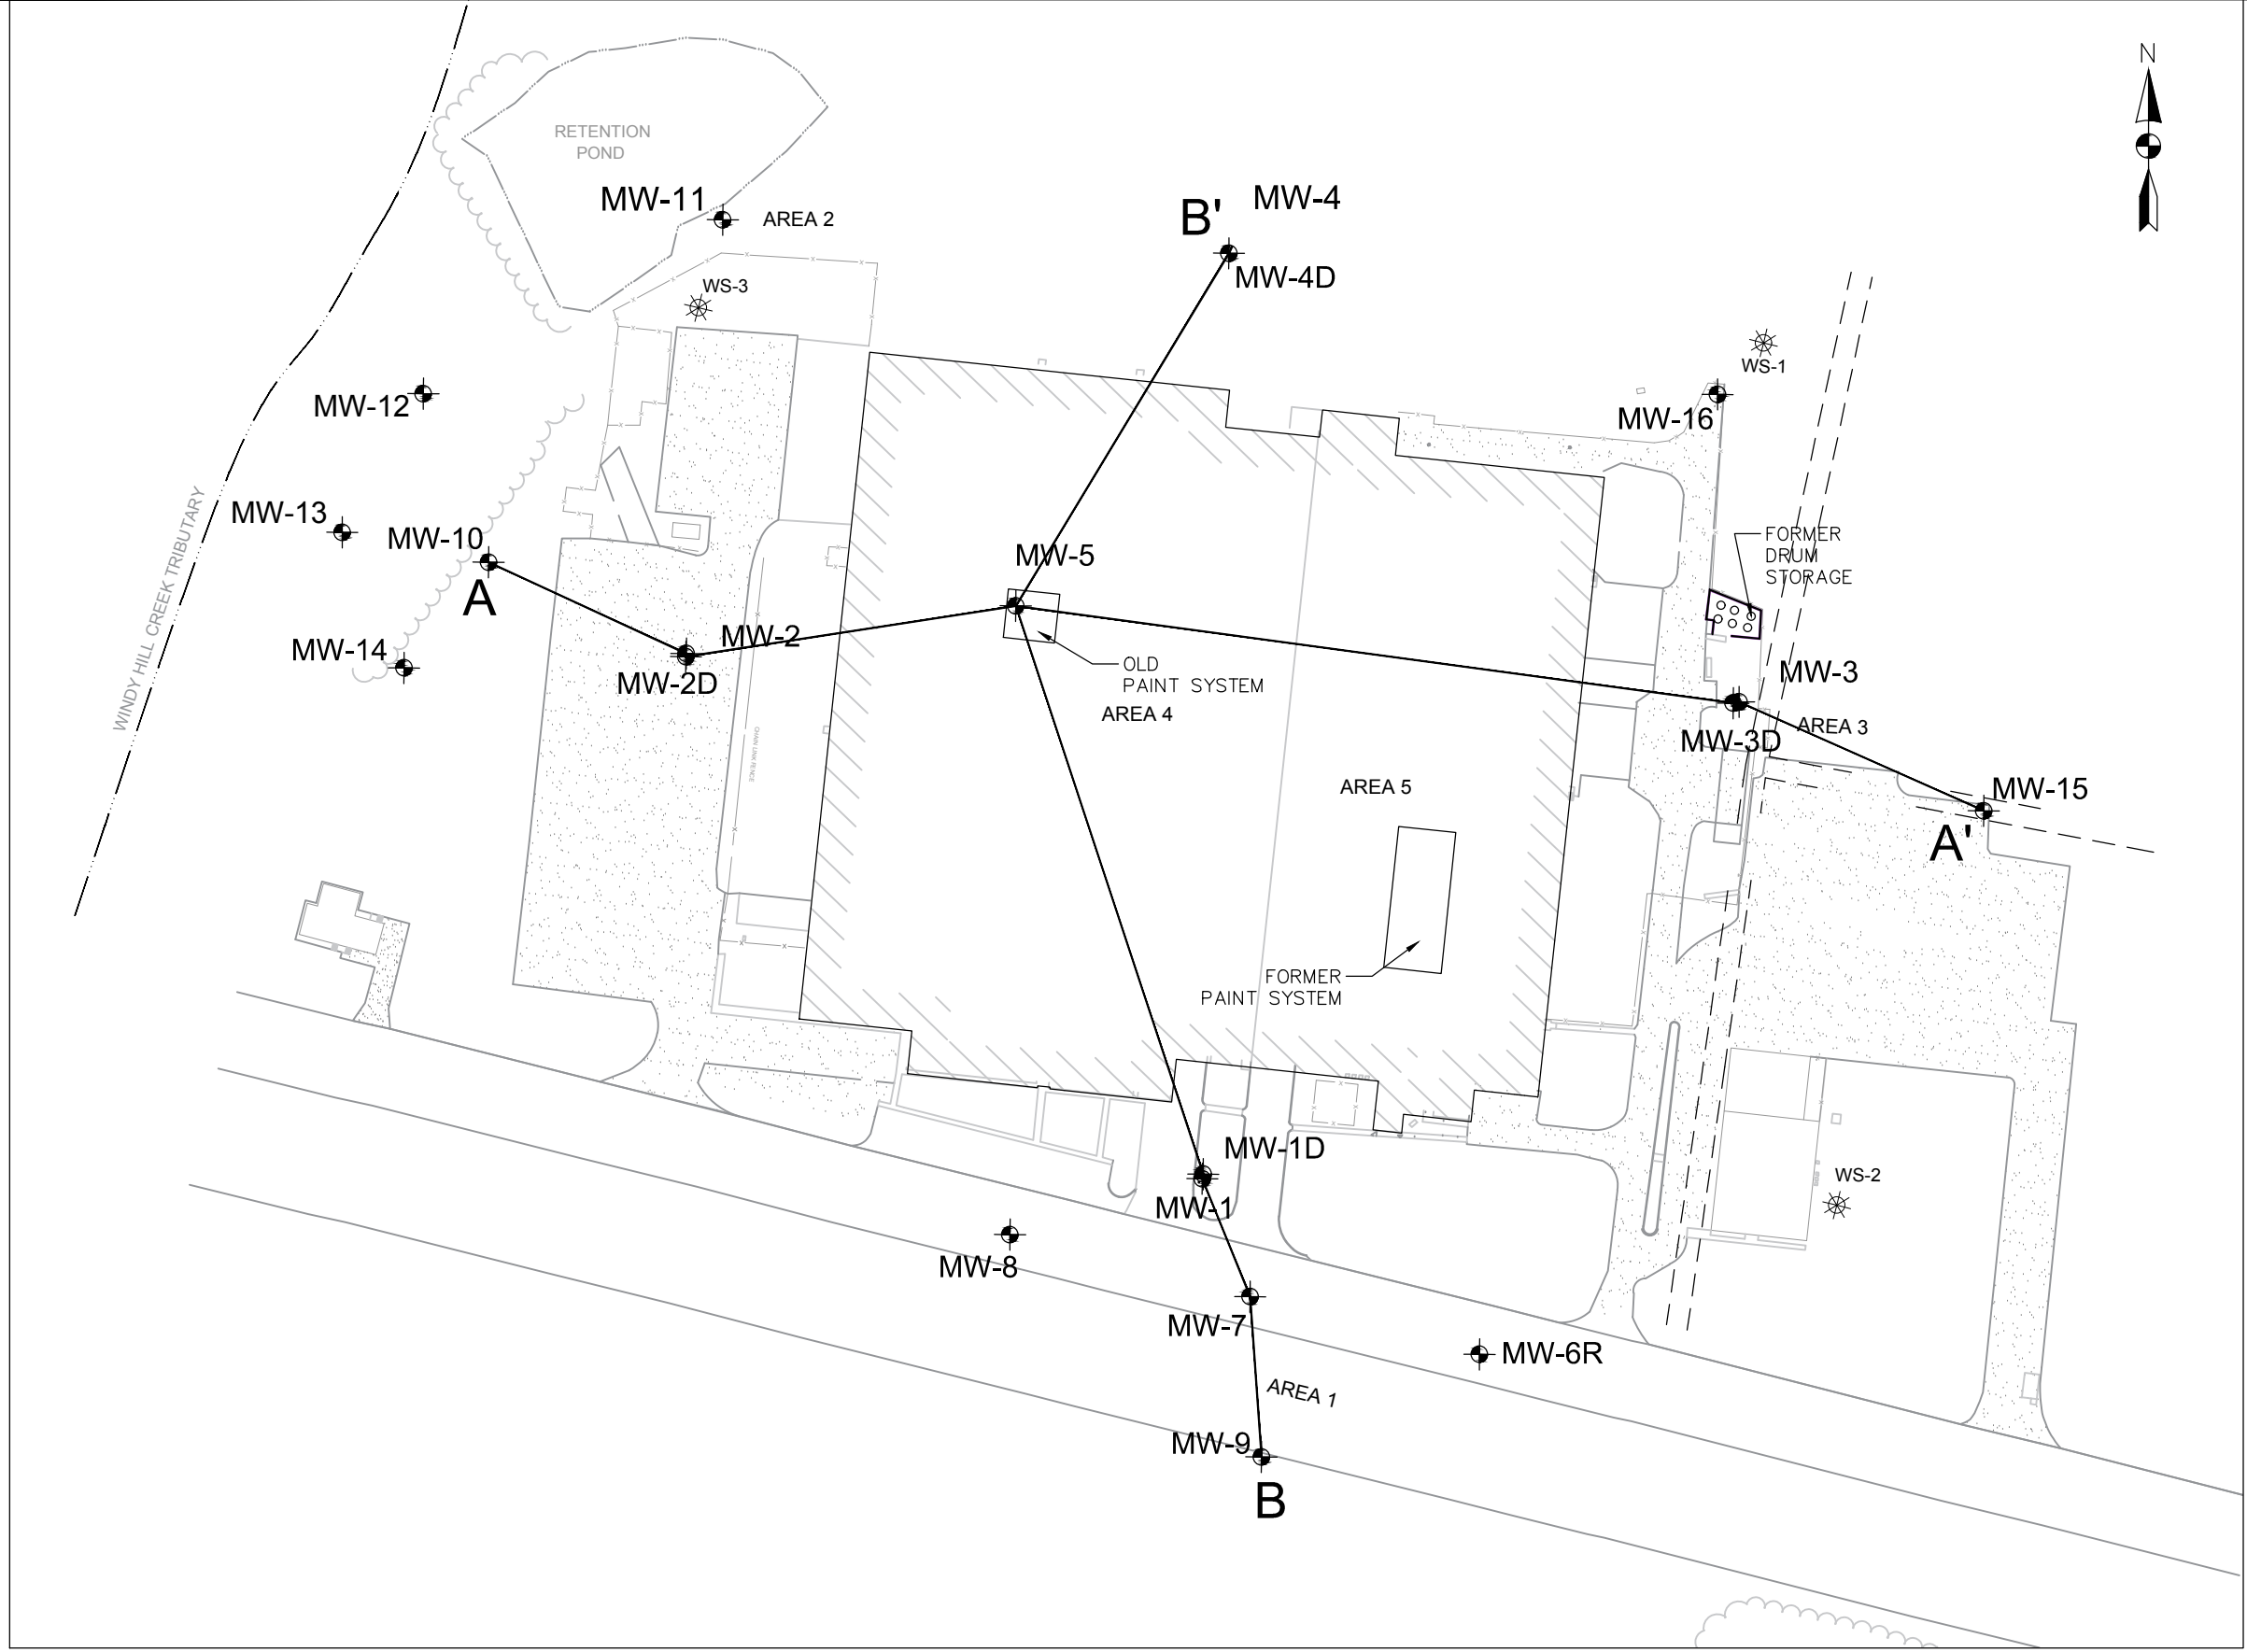 N
RETENTION
POND
MW-11
AREA 2
B'
MW-4
MW-4D
WS-3
WS-1
MW-12
MW-16
WINDY HILL CREEK TRIBUTARY
MW-13
MW-10
A
FORMER
DRUM
STORAGE
MW-5
MW-2
MW-2D
MW-14
OLD
PAINT SYSTEM
AREA 4
MW-3
AREA 3
MW-3D
CHAIN LINK FENCE
AREA 5
MW-15
A'
FORMER
PAINT SYSTEM
MW-1D
MW-1
WS-2
MW-8
MW-7
MW-6R
AREA 1
MW-9
B